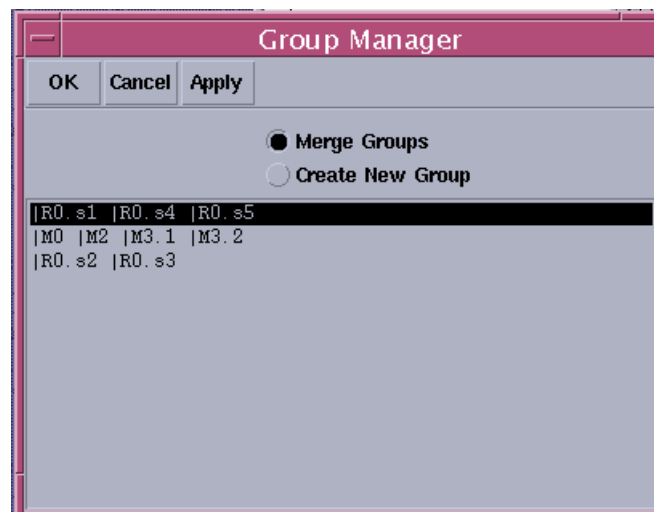 Group Manager
OK Cancel Apply
Merge Groups
Create New Group
|R0.s1 |R0.s4 |R0.s5
|M0 |M2 |M3.1 |M3.2
|R0.s2 |R0.s3